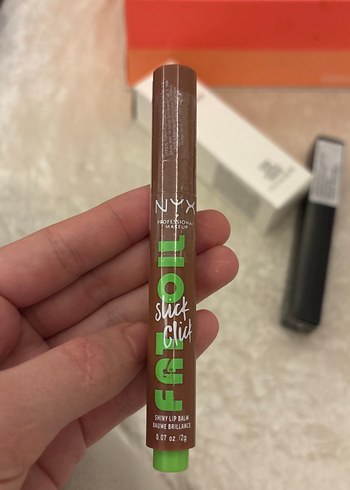 NYX
PROFESSIONAL
MAKEUP
FAT OIL
slick
click
SHINY LIP BALM
BAUME BRILLANCE
0.07 oz /2g